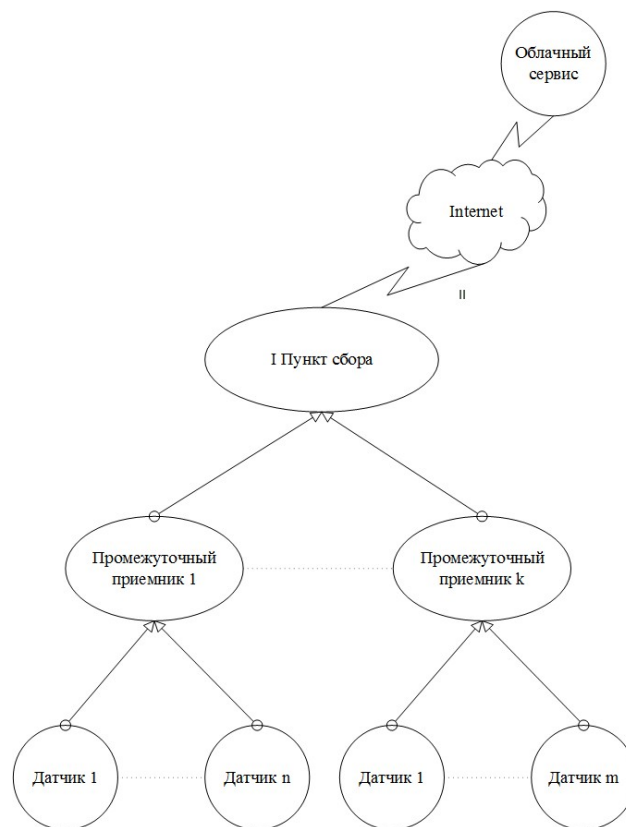 Облачный
сервис
Internet
II
I Пункт сбора
Промежуточный
приемник 1
Промежуточный
приемник k
Датчик 1
Датчик n
Датчик 1
Датчик m